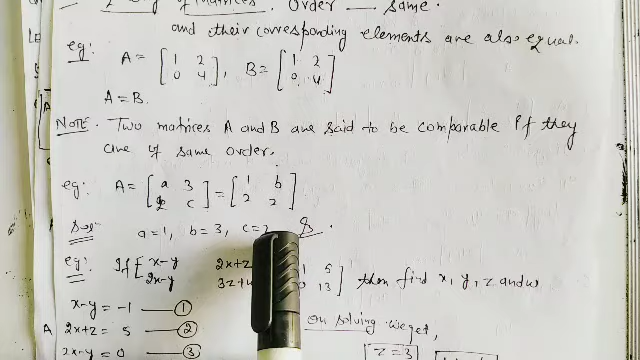 of matrices. Order — same.
and their corresponding elements are also equal.
eg: A = [1 2 0 4], B = [1 2 0 4]
A = B.
NOTE. Two matrices A and B are said to be comparable if they
are of same order.
eg: A = [a 3 2 c] = [1 b 2 2]
a=1, b=3, c=2
eg: If [x-y 2x+z 2x-y 3z+ 5 13] then find x, y, z and w
x-y = -1 — ①
2x+z = 5 — ② On solving we get,
2x-y = 0 — ③ z=3